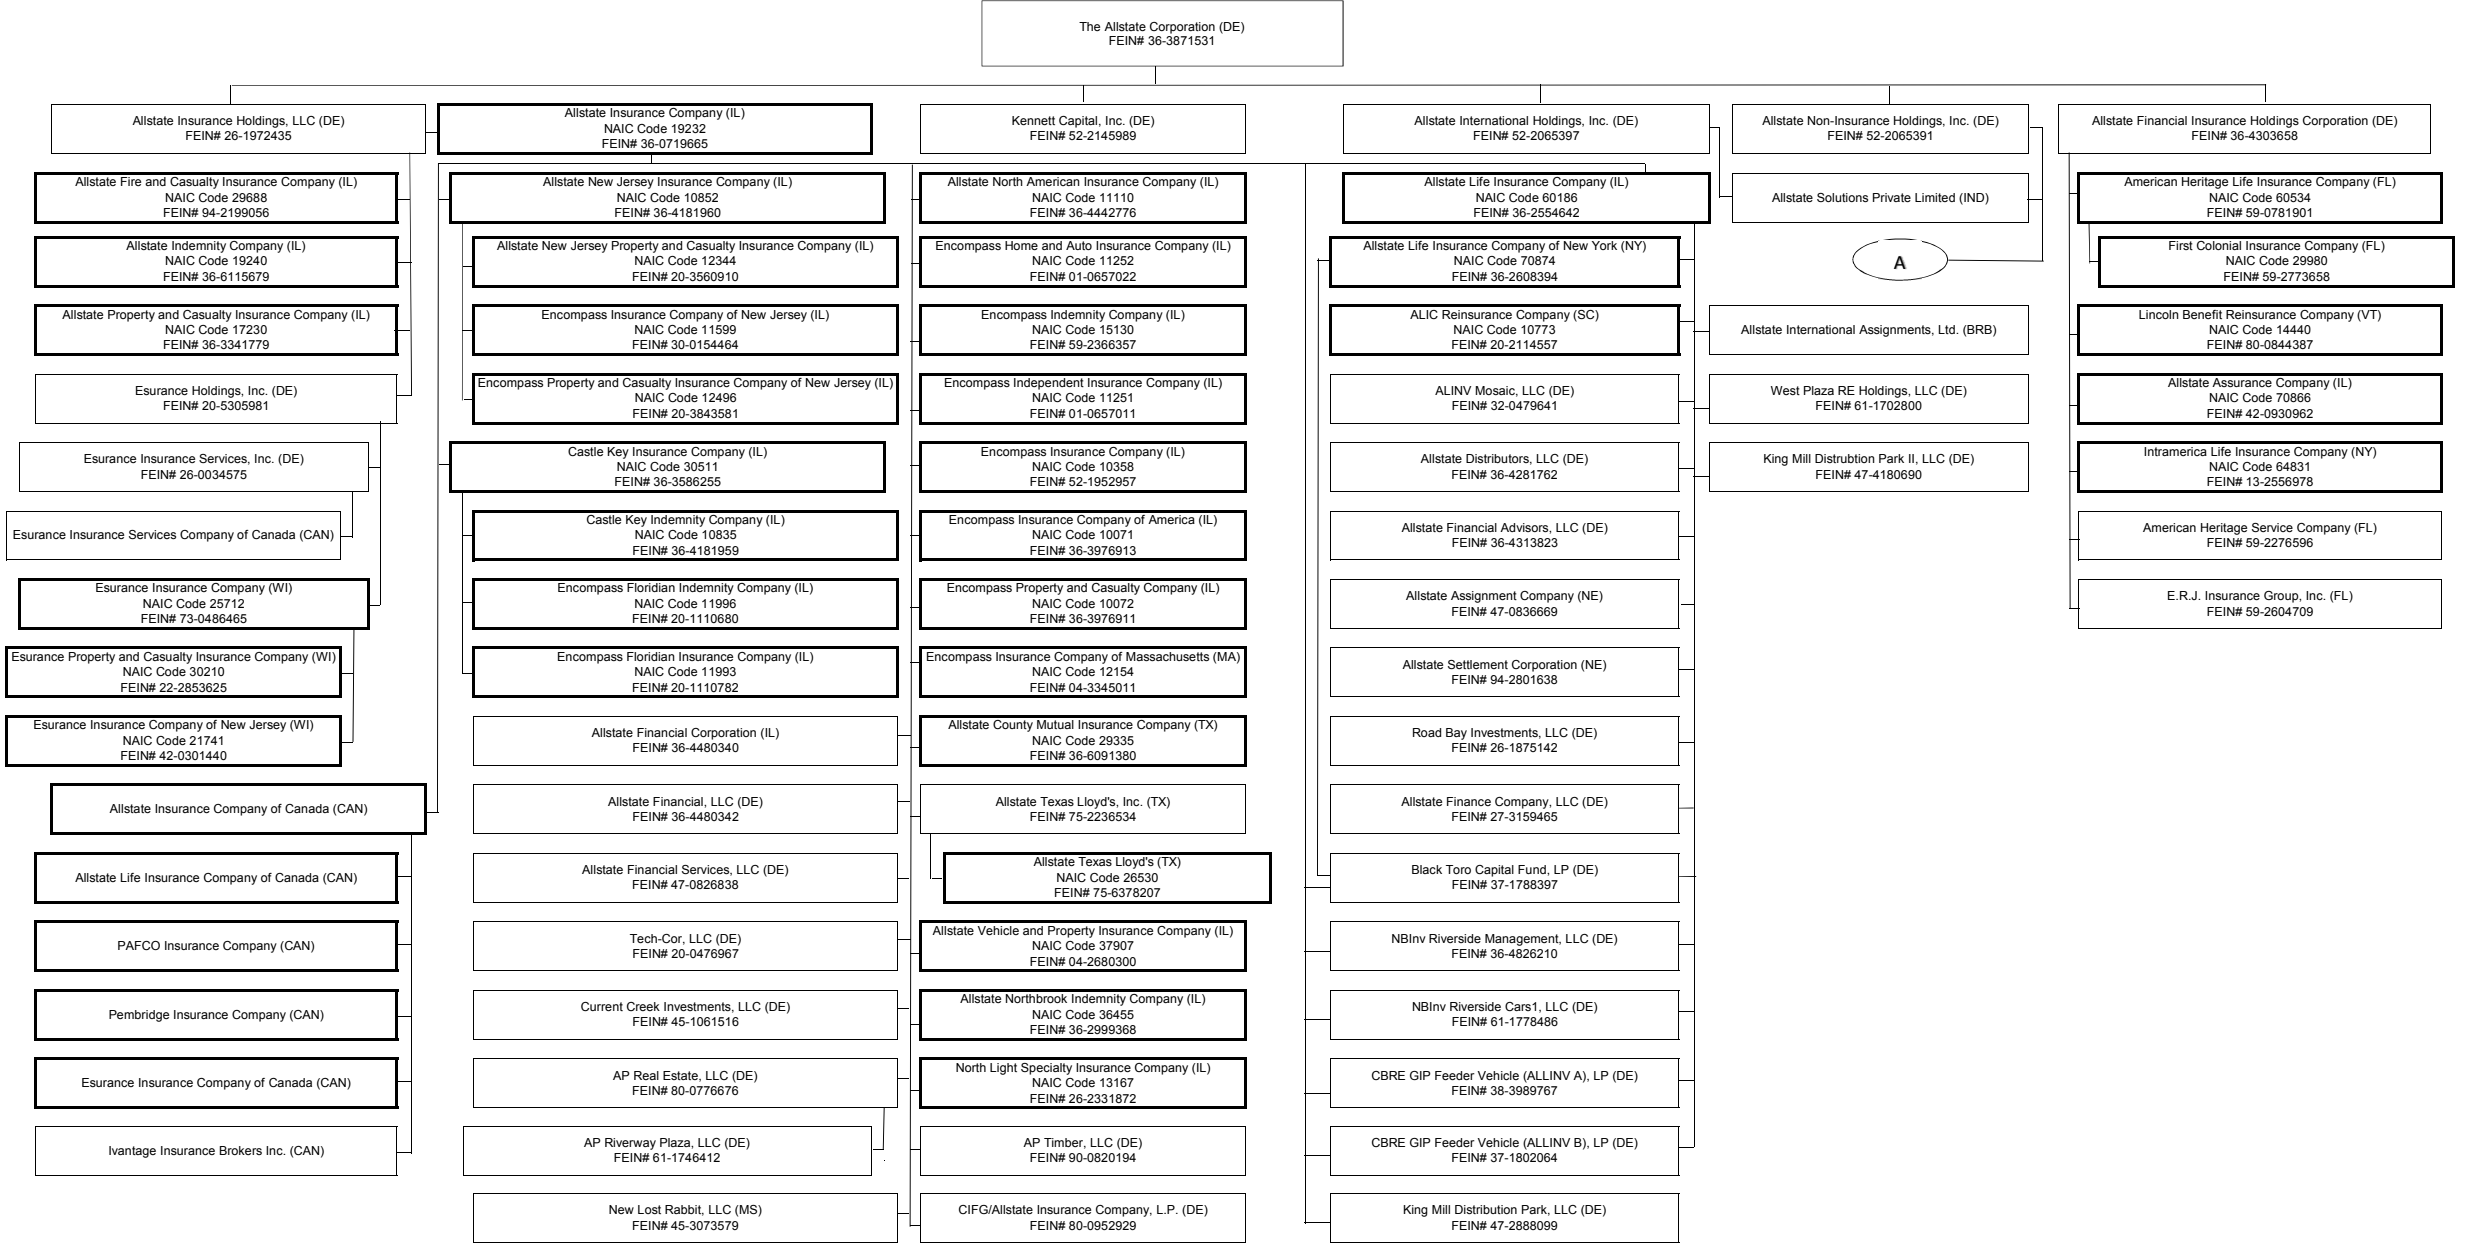 The Allstate Corporation (DE)
FEIN# 36-3871531
Allstate Insurance Holdings, LLC (DE)
FEIN# 26-1972435
Allstate Insurance Company (IL)
NAIC Code 19232
FEIN# 36-0719665
Kennett Capital, Inc. (DE)
FEIN# 52-2145989
Allstate International Holdings, Inc. (DE)
FEIN# 52-2065397
Allstate Non-Insurance Holdings, Inc. (DE)
FEIN# 52-2065391
Allstate Financial Insurance Holdings Corporation (DE)
FEIN# 36-4303658
Allstate Fire and Casualty Insurance Company (IL)
NAIC Code 29688
FEIN# 94-2199056
Allstate Indemnity Company (IL)
NAIC Code 19240
FEIN# 36-6115679
Allstate Property and Casualty Insurance Company (IL)
NAIC Code 17230
FEIN# 36-3341779
Esurance Holdings, Inc. (DE)
FEIN# 20-5305981
Esurance Insurance Services, Inc. (DE)
FEIN# 26-0034575
Esurance Insurance Services Company of Canada (CAN)
Esurance Insurance Company (WI)
NAIC Code 25712
FEIN# 73-0486465
Esurance Property and Casualty Insurance Company (WI)
NAIC Code 30210
FEIN# 22-2853625
Esurance Insurance Company of New Jersey (WI)
NAIC Code 21741
FEIN# 42-0301440
Allstate Insurance Company of Canada (CAN)
Allstate Life Insurance Company of Canada (CAN)
PAFCO Insurance Company (CAN)
Pembridge Insurance Company (CAN)
Esurance Insurance Company of Canada (CAN)
Ivantage Insurance Brokers Inc. (CAN)
Allstate New Jersey Insurance Company (IL)
NAIC Code 10852
FEIN# 36-4181960
Allstate New Jersey Property and Casualty Insurance Company (IL)
NAIC Code 12344
FEIN# 20-3560910
Encompass Insurance Company of New Jersey (IL)
NAIC Code 11599
FEIN# 30-0154464
Encompass Property and Casualty Insurance Company of New Jersey (IL)
NAIC Code 12496
FEIN# 20-3843581
Castle Key Insurance Company (IL)
NAIC Code 30511
FEIN# 36-3586255
Castle Key Indemnity Company (IL)
NAIC Code 10835
FEIN# 36-4181959
Encompass Floridian Indemnity Company (IL)
NAIC Code 11996
FEIN# 20-1110680
Encompass Floridian Insurance Company (IL)
NAIC Code 11993
FEIN# 20-1110782
Allstate Financial Corporation (IL)
FEIN# 36-4480340
Allstate Financial, LLC (DE)
FEIN# 36-4480342
Allstate Financial Services, LLC (DE)
FEIN# 47-0826838
Tech-Cor, LLC (DE)
FEIN# 20-0476967
Current Creek Investments, LLC (DE)
FEIN# 45-1061516
AP Real Estate, LLC (DE)
FEIN# 80-0776676
AP Riverway Plaza, LLC (DE)
FEIN# 61-1746412
New Lost Rabbit, LLC (MS)
FEIN# 45-3073579
Allstate North American Insurance Company (IL)
NAIC Code 11110
FEIN# 36-4442776
Encompass Home and Auto Insurance Company (IL)
NAIC Code 11252
FEIN# 01-0657022
Encompass Indemnity Company (IL)
NAIC Code 15130
FEIN# 59-2366357
Encompass Independent Insurance Company (IL)
NAIC Code 11251
FEIN# 01-0657011
Encompass Insurance Company (IL)
NAIC Code 10358
FEIN# 52-1952957
Encompass Insurance Company of America (IL)
NAIC Code 10071
FEIN# 36-3976913
Encompass Property and Casualty Company (IL)
NAIC Code 10072
FEIN# 36-3976911
Encompass Insurance Company of Massachusetts (MA)
NAIC Code 12154
FEIN# 04-3345011
Allstate County Mutual Insurance Company (TX)
NAIC Code 29335
FEIN# 36-6091380
Allstate Texas Lloyd's, Inc. (TX)
FEIN# 75-2236534
Allstate Texas Lloyd's (TX)
NAIC Code 26530
FEIN# 75-6378207
Allstate Vehicle and Property Insurance Company (IL)
NAIC Code 37907
FEIN# 04-2680300
Allstate Northbrook Indemnity Company (IL)
NAIC Code 36455
FEIN# 36-2999368
North Light Specialty Insurance Company (IL)
NAIC Code 13167
FEIN# 26-2331872
AP Timber, LLC (DE)
FEIN# 90-0820194
CIFG/Allstate Insurance Company, L.P. (DE)
FEIN# 80-0952929
Allstate Life Insurance Company (IL)
NAIC Code 60186
FEIN# 36-2554642
Allstate Life Insurance Company of New York (NY)
NAIC Code 70874
FEIN# 36-2608394
ALIC Reinsurance Company (SC)
NAIC Code 10773
FEIN# 20-2114557
ALINV Mosaic, LLC (DE)
FEIN# 32-0479641
Allstate Distributors, LLC (DE)
FEIN# 36-4281762
Allstate Financial Advisors, LLC (DE)
FEIN# 36-4313823
Allstate Assignment Company (NE)
FEIN# 47-0836669
Allstate Settlement Corporation (NE)
FEIN# 94-2801638
Road Bay Investments, LLC (DE)
FEIN# 26-1875142
Allstate Finance Company, LLC (DE)
FEIN# 27-3159465
Black Toro Capital Fund, LP (DE)
FEIN# 37-1788397
NBInv Riverside Management, LLC (DE)
FEIN# 36-4826210
NBInv Riverside Cars1, LLC (DE)
FEIN# 61-1778486
CBRE GIP Feeder Vehicle (ALLINV A), LP (DE)
FEIN# 38-3989767
CBRE GIP Feeder Vehicle (ALLINV B), LP (DE)
FEIN# 37-1802064
King Mill Distribution Park, LLC (DE)
FEIN# 47-2888099
Allstate Solutions Private Limited (IND)
A
Allstate International Assignments, Ltd. (BRB)
West Plaza RE Holdings, LLC (DE)
FEIN# 61-1702800
King Mill Distrubtion Park II, LLC (DE)
FEIN# 47-4180690
American Heritage Life Insurance Company (FL)
NAIC Code 60534
FEIN# 59-0781901
First Colonial Insurance Company (FL)
NAIC Code 29980
FEIN# 59-2773658
Lincoln Benefit Reinsurance Company (VT)
NAIC Code 14440
FEIN# 80-0844387
Allstate Assurance Company (IL)
NAIC Code 70866
FEIN# 42-0930962
Intramerica Life Insurance Company (NY)
NAIC Code 64831
FEIN# 13-2556978
American Heritage Service Company (FL)
FEIN# 59-2276596
E.R.J. Insurance Group, Inc. (FL)
FEIN# 59-2604709